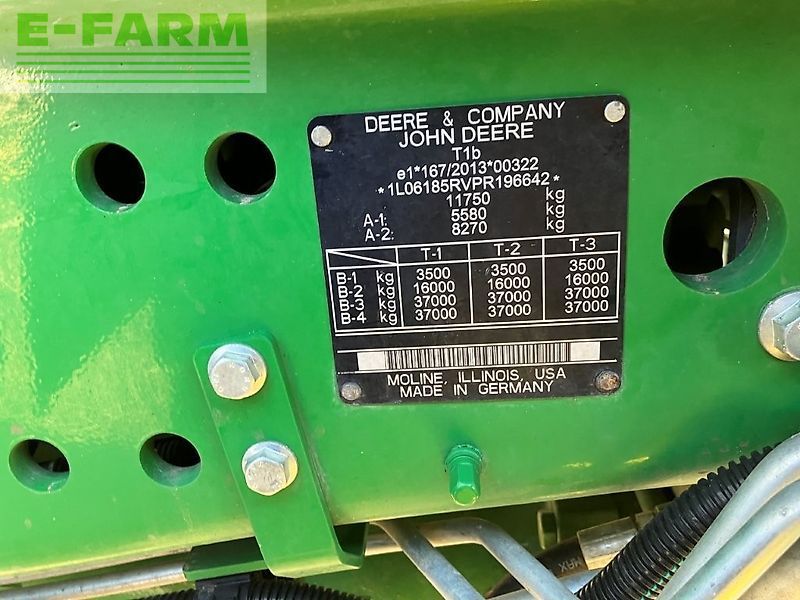 E-FARM
DEERE & COMPANY
JOHN DEERE
T1b
e1*167/2013*00322
*1L06185RVPR196642*
11750 kg
A-1: 5580 kg
A-2: 8270 kg
T-1 T-2 T-3
B-1 kg 3500 3500 3500
B-2 kg 16000 16000 16000
B-3 kg 37000 37000 37000
B-4 kg 37000 37000 37000
MOLINE, ILLINOIS, USA
MADE IN GERMANY
MAX